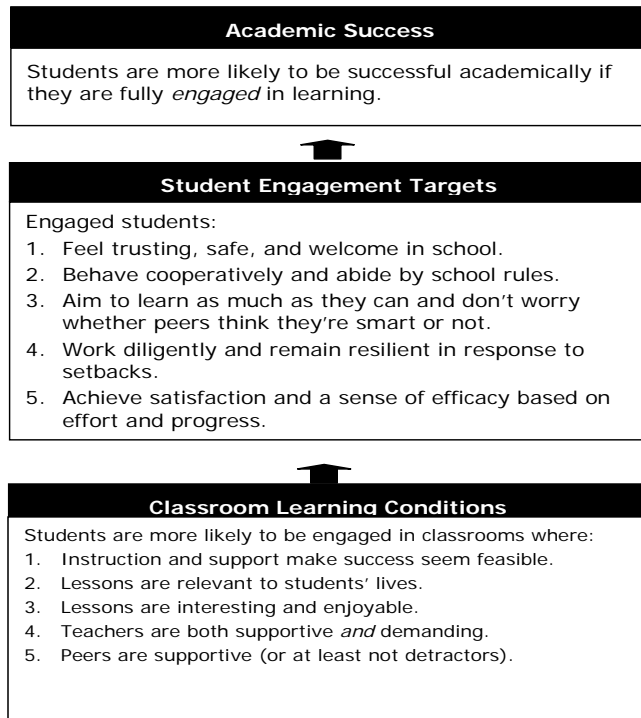 Academic Success
Students are more likely to be successful academically if
they are fully engaged in learning.
Student Engagement Targets
Engaged students:
1. Feel trusting, safe, and welcome in school.
2. Behave cooperatively and abide by school rules.
3. Aim to learn as much as they can and don't worry
whether peers think they're smart or not.
4. Work diligently and remain resilient in response to
setbacks.
5. Achieve satisfaction and a sense of efficacy based on
effort and progress.
Classroom Learning Conditions
Students are more likely to be engaged in classrooms where:
1. Instruction and support make success seem feasible.
2. Lessons are relevant to students' lives.
3. Lessons are interesting and enjoyable.
4. Teachers are both supportive and demanding.
5. Peers are supportive (or at least not detractors).